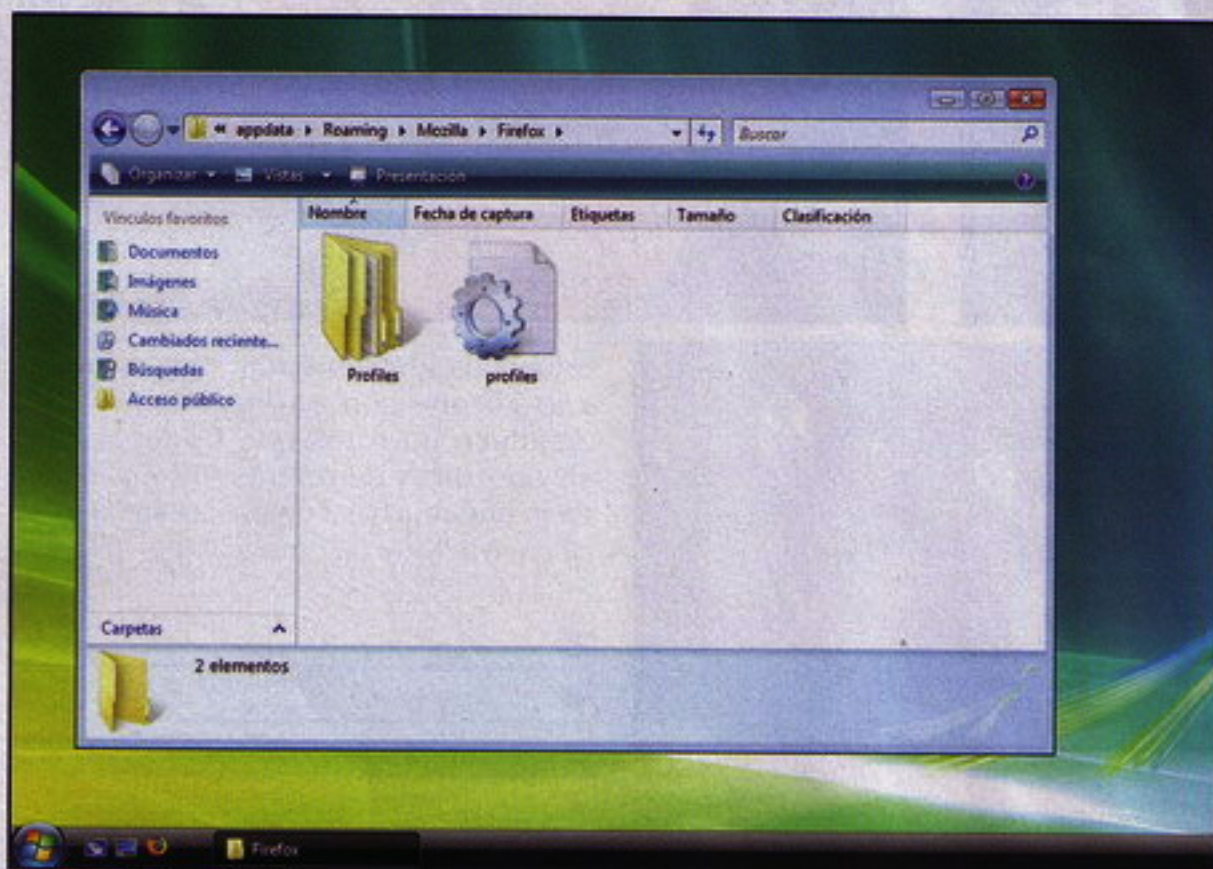 « appdata ▸ Roaming ▸ Mozilla ▸ Firefox ▸
Buscar
Organizar
Vistas
Presentación
Vínculos favoritos
Documentos
Imágenes
Música
Cambiados reciente...
Búsquedas
Acceso público
Carpetas
Nombre
Fecha de captura
Etiquetas
Tamaño
Clasificación
Profiles
profiles
2 elementos
Firefox